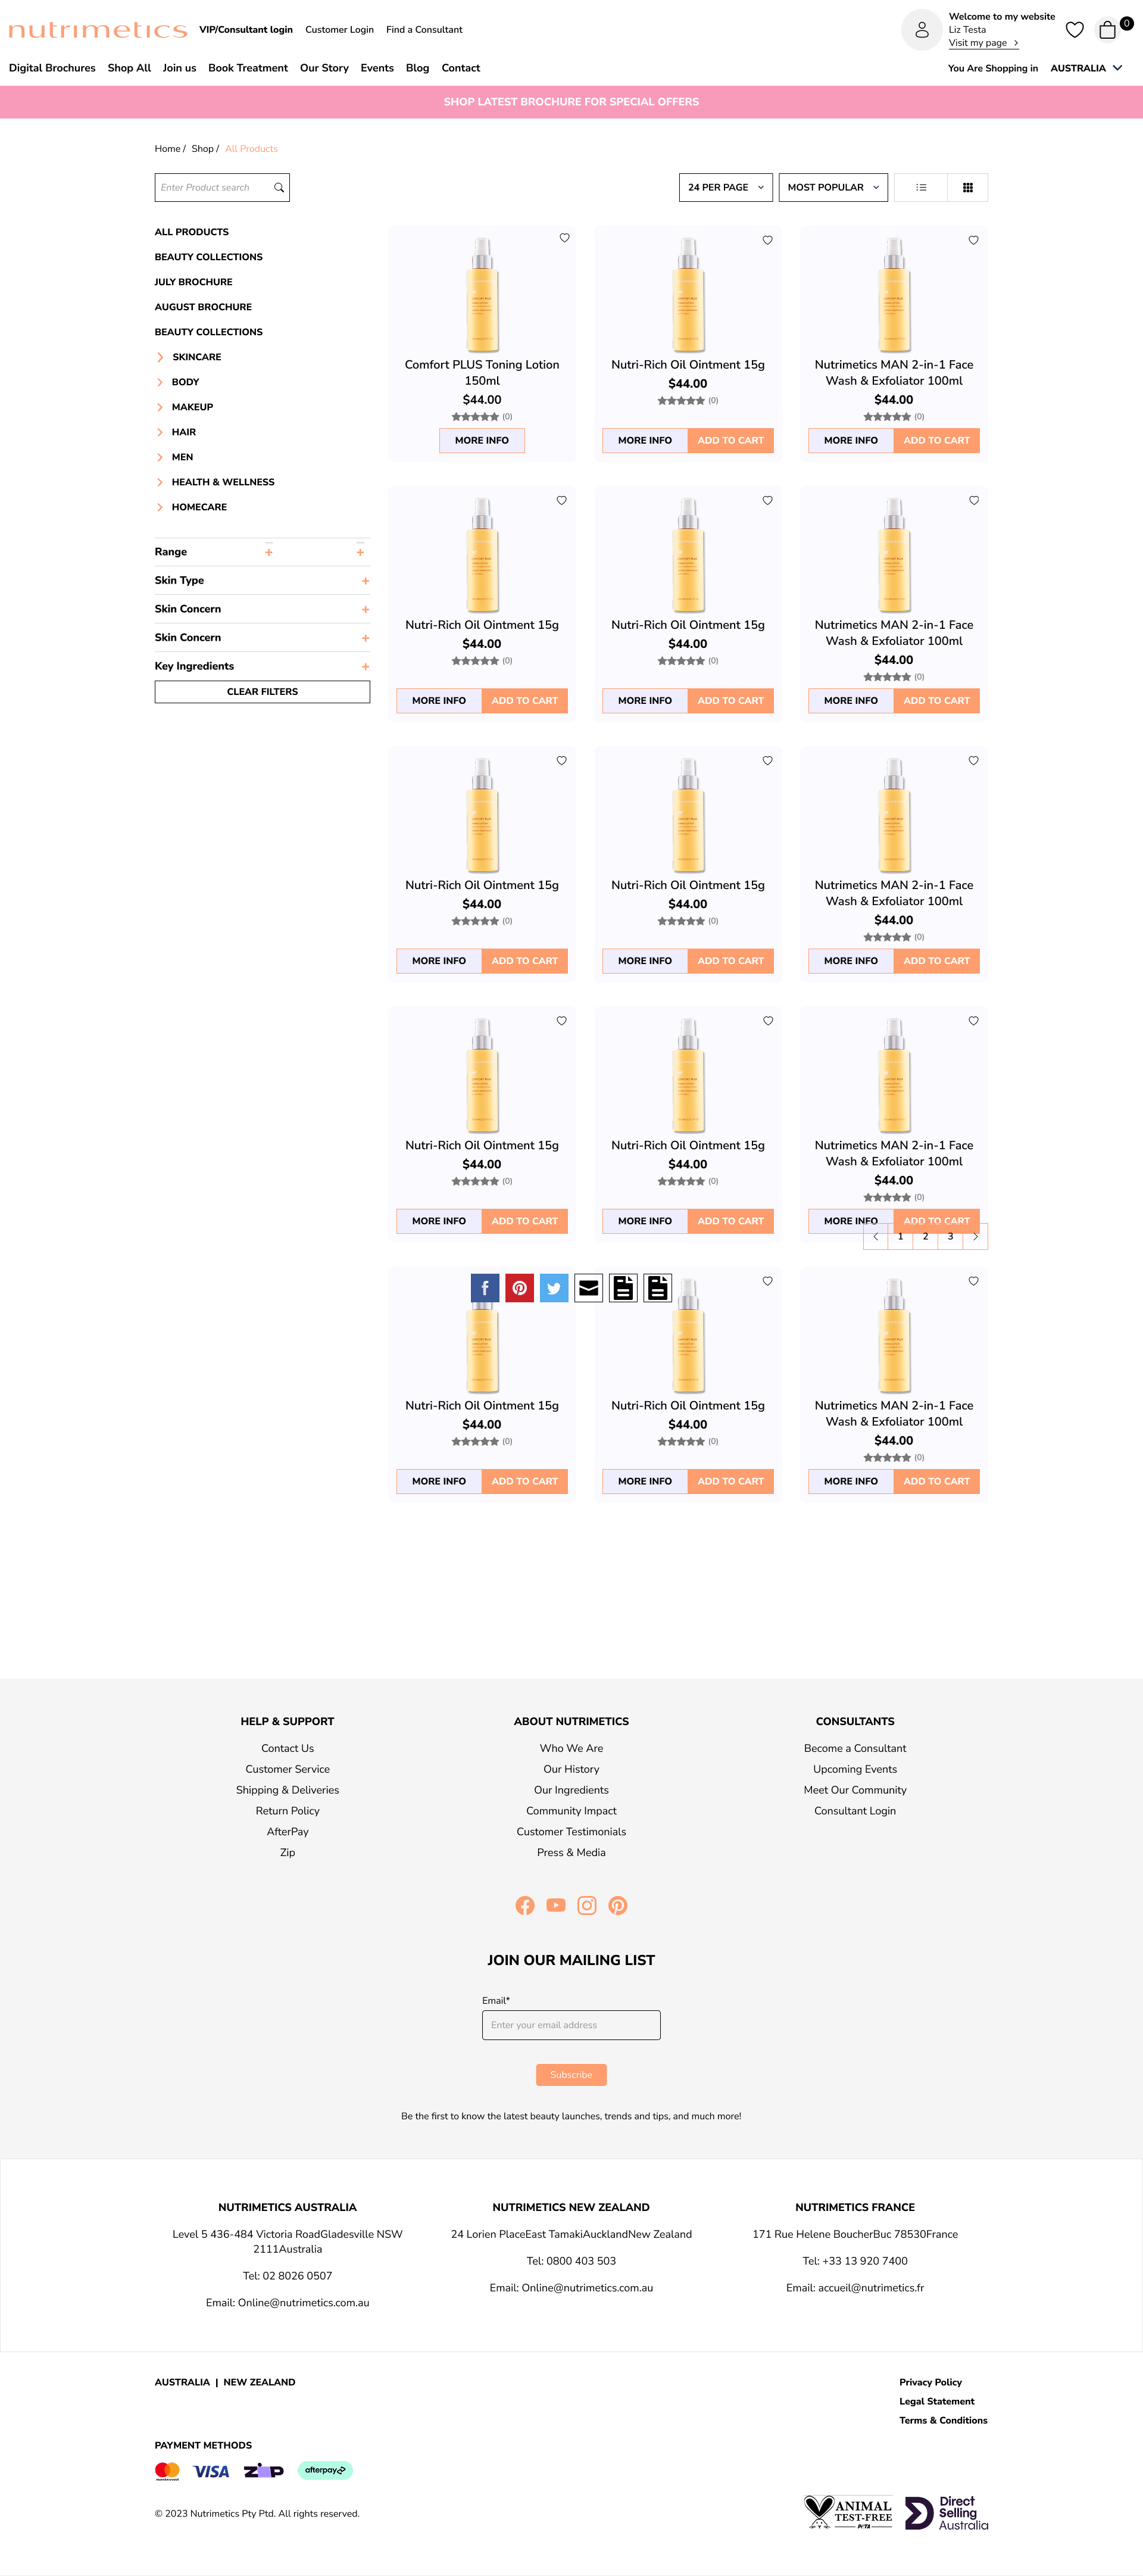 nutrimetics
VIP/Consultant login Customer Login Find a Consultant
Welcome to my website
Liz Testa
Visit my page
0
Digital Brochures Shop All Join us Book Treatment Our Story Events Blog Contact
You Are Shopping in AUSTRALIA
SHOP LATEST BROCHURE FOR SPECIAL OFFERS
Home / Shop / All Products
Enter Product search
24 PER PAGE
MOST POPULAR
ALL PRODUCTS
BEAUTY COLLECTIONS
JULY BROCHURE
AUGUST BROCHURE
BEAUTY COLLECTIONS
SKINCARE
BODY
MAKEUP
HAIR
MEN
HEALTH & WELLNESS
HOMECARE
Range + +
Skin Type +
Skin Concern +
Skin Concern +
Key Ingredients +
CLEAR FILTERS
Comfort PLUS Toning Lotion
150ml
$44.00
(0)
MORE INFO
Nutri-Rich Oil Ointment 15g
$44.00
(0)
MORE INFO ADD TO CART
Nutrimetics MAN 2-in-1 Face
Wash & Exfoliator 100ml
$44.00
(0)
MORE INFO ADD TO CART
Nutri-Rich Oil Ointment 15g
$44.00
(0)
MORE INFO ADD TO CART
Nutri-Rich Oil Ointment 15g
$44.00
(0)
MORE INFO ADD TO CART
Nutrimetics MAN 2-in-1 Face
Wash & Exfoliator 100ml
$44.00
(0)
MORE INFO ADD TO CART
Nutri-Rich Oil Ointment 15g
$44.00
(0)
MORE INFO ADD TO CART
Nutri-Rich Oil Ointment 15g
$44.00
(0)
MORE INFO ADD TO CART
Nutrimetics MAN 2-in-1 Face
Wash & Exfoliator 100ml
$44.00
(0)
MORE INFO ADD TO CART
Nutri-Rich Oil Ointment 15g
$44.00
(0)
MORE INFO ADD TO CART
Nutri-Rich Oil Ointment 15g
$44.00
(0)
MORE INFO ADD TO CART
Nutrimetics MAN 2-in-1 Face
Wash & Exfoliator 100ml
$44.00
(0)
MORE INFO ADD TO CART
1 2 3
Nutri-Rich Oil Ointment 15g
$44.00
(0)
MORE INFO ADD TO CART
Nutri-Rich Oil Ointment 15g
$44.00
(0)
MORE INFO ADD TO CART
Nutrimetics MAN 2-in-1 Face
Wash & Exfoliator 100ml
$44.00
(0)
MORE INFO ADD TO CART
HELP & SUPPORT
Contact Us
Customer Service
Shipping & Deliveries
Return Policy
AfterPay
Zip
ABOUT NUTRIMETICS
Who We Are
Our History
Our Ingredients
Community Impact
Customer Testimonials
Press & Media
CONSULTANTS
Become a Consultant
Upcoming Events
Meet Our Community
Consultant Login
JOIN OUR MAILING LIST
Email*
Enter your email address
Subscribe
Be the first to know the latest beauty launches, trends and tips, and much more!
NUTRIMETICS AUSTRALIA
Level 5 436-484 Victoria RoadGladesville NSW
2111Australia
Tel: 02 8026 0507
Email: Online@nutrimetics.com.au
NUTRIMETICS NEW ZEALAND
24 Lorien PlaceEast TamakiAucklandNew Zealand
Tel: 0800 403 503
Email: Online@nutrimetics.com.au
NUTRIMETICS FRANCE
171 Rue Helene BoucherBuc 78530France
Tel: +33 13 920 7400
Email: accueil@nutrimetics.fr
AUSTRALIA | NEW ZEALAND
Privacy Policy
Legal Statement
Terms & Conditions
PAYMENT METHODS
mastercard VISA ZIP afterpay
© 2023 Nutrimetics Pty Ptd. All rights reserved.
ANIMAL
TEST-FREE
PETA
Direct
Selling
Australia